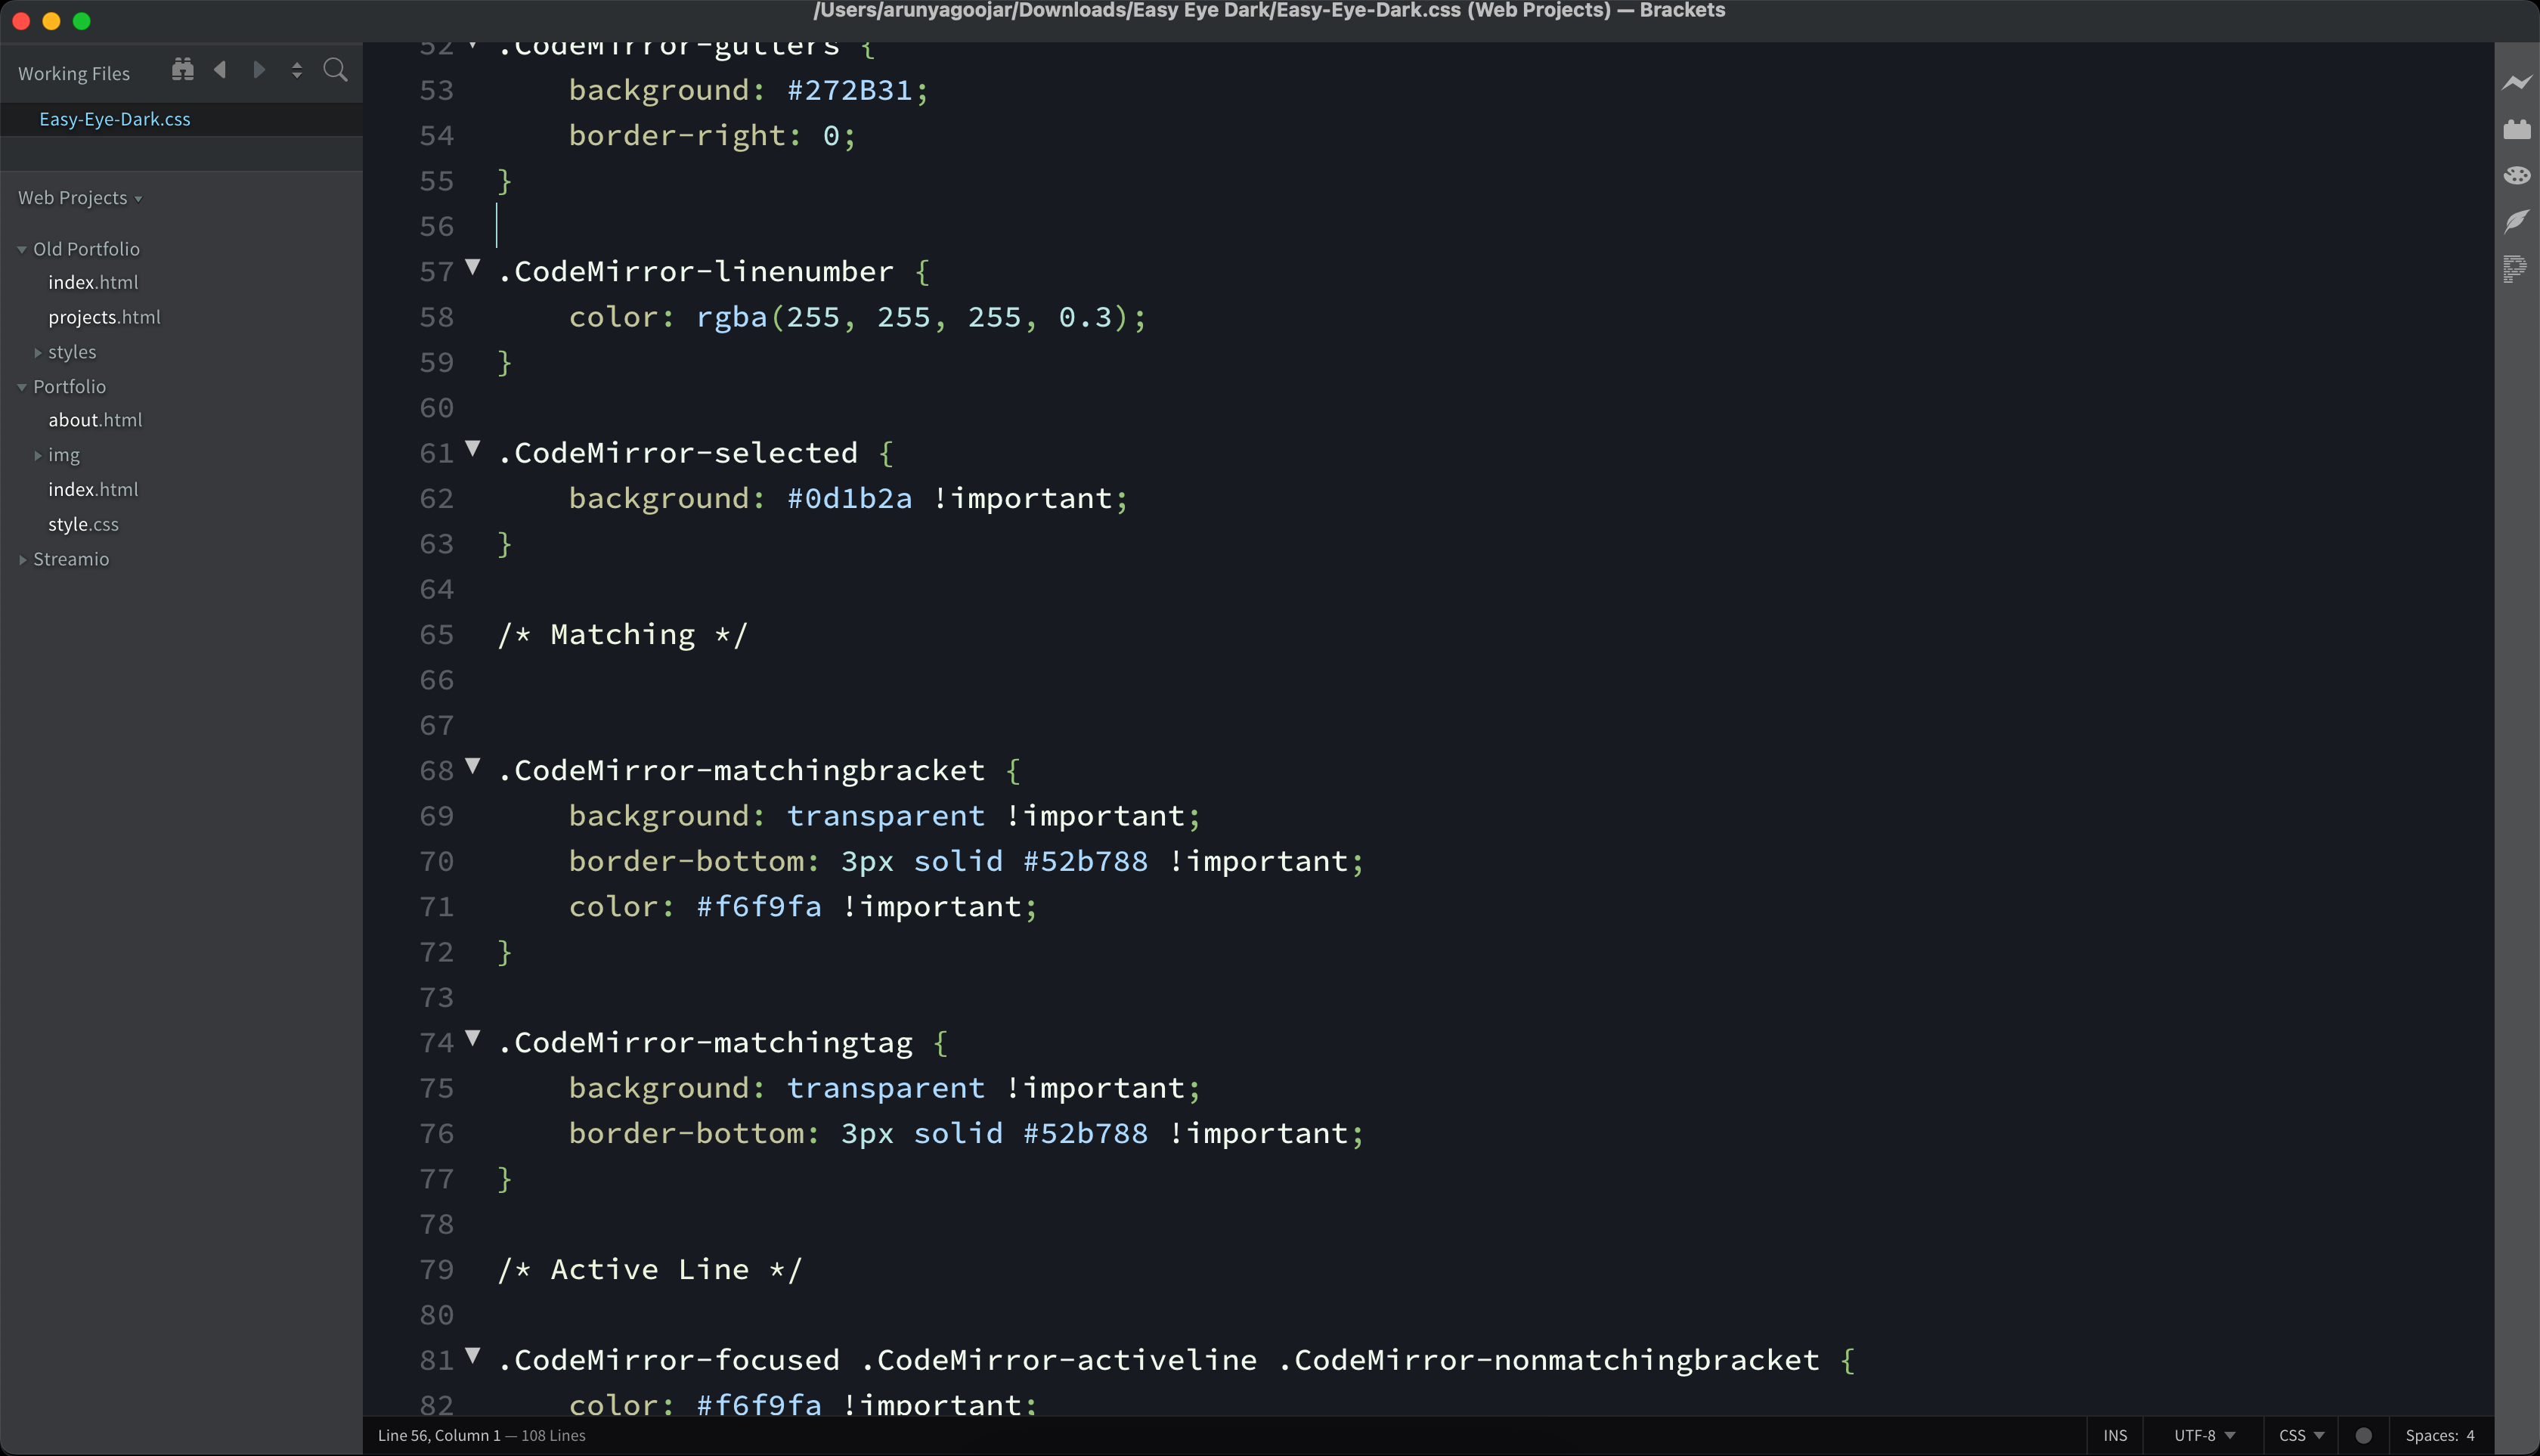 /Users/arunyagoojar/Downloads/Easy Eye Dark/Easy-Eye-Dark.css (Web Projects) — Brackets
Working Files
Easy-Eye-Dark.css
Web Projects
Old Portfolio
index.html
projects.html
styles
Portfolio
about.html
img
index.html
style.css
Streamio
52 .CodeMirror-gutters {
53     background: #272B31;
54     border-right: 0;
55 }
56
57 .CodeMirror-linenumber {
58     color: rgba(255, 255, 255, 0.3);
59 }
60
61 .CodeMirror-selected {
62     background: #0d1b2a !important;
63 }
64
65 /* Matching */
66
67
68 .CodeMirror-matchingbracket {
69     background: transparent !important;
70     border-bottom: 3px solid #52b788 !important;
71     color: #f6f9fa !important;
72 }
73
74 .CodeMirror-matchingtag {
75     background: transparent !important;
76     border-bottom: 3px solid #52b788 !important;
77 }
78
79 /* Active Line */
80
81 .CodeMirror-focused .CodeMirror-activeline .CodeMirror-nonmatchingbracket {
82     color: #f6f9fa !important;
Line 56, Column 1 — 108 Lines
INS UTF-8 CSS Spaces: 4